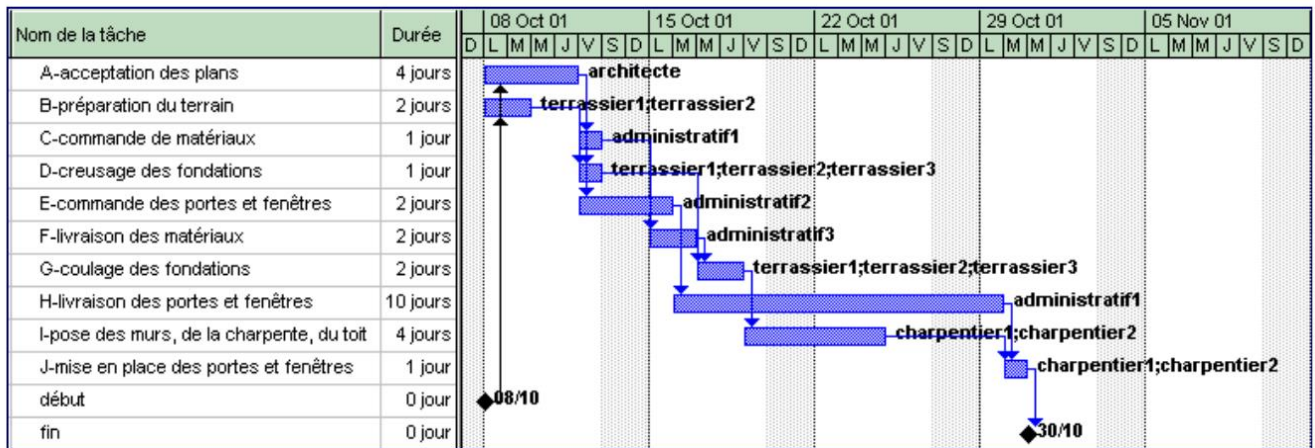 Nom de la tâche Durée 08 Oct 01 15 Oct 01 22 Oct 01 29 Oct 01 05 Nov 01
D L M M J V S D L M M J V S D L M M J V S D L M M J V S D L M M J V S D
A-acceptation des plans 4 jours architecte
B-préparation du terrain 2 jours terrassier1;terrassier2
C-commande de matériaux 1 jour administratif1
D-creusage des fondations 1 jour terrassier1;terrassier2;terrassier3
E-commande des portes et fenêtres 2 jours administratif2
F-livraison des matériaux 2 jours administratif3
G-coulage des fondations 2 jours terrassier1;terrassier2;terrassier3
H-livraison des portes et fenêtres 10 jours administratif1
I-pose des murs, de la charpente, du toit 4 jours charpentier1;charpentier2
J-mise en place des portes et fenêtres 1 jour charpentier1;charpentier2
début 0 jour 08/10
fin 0 jour 30/10